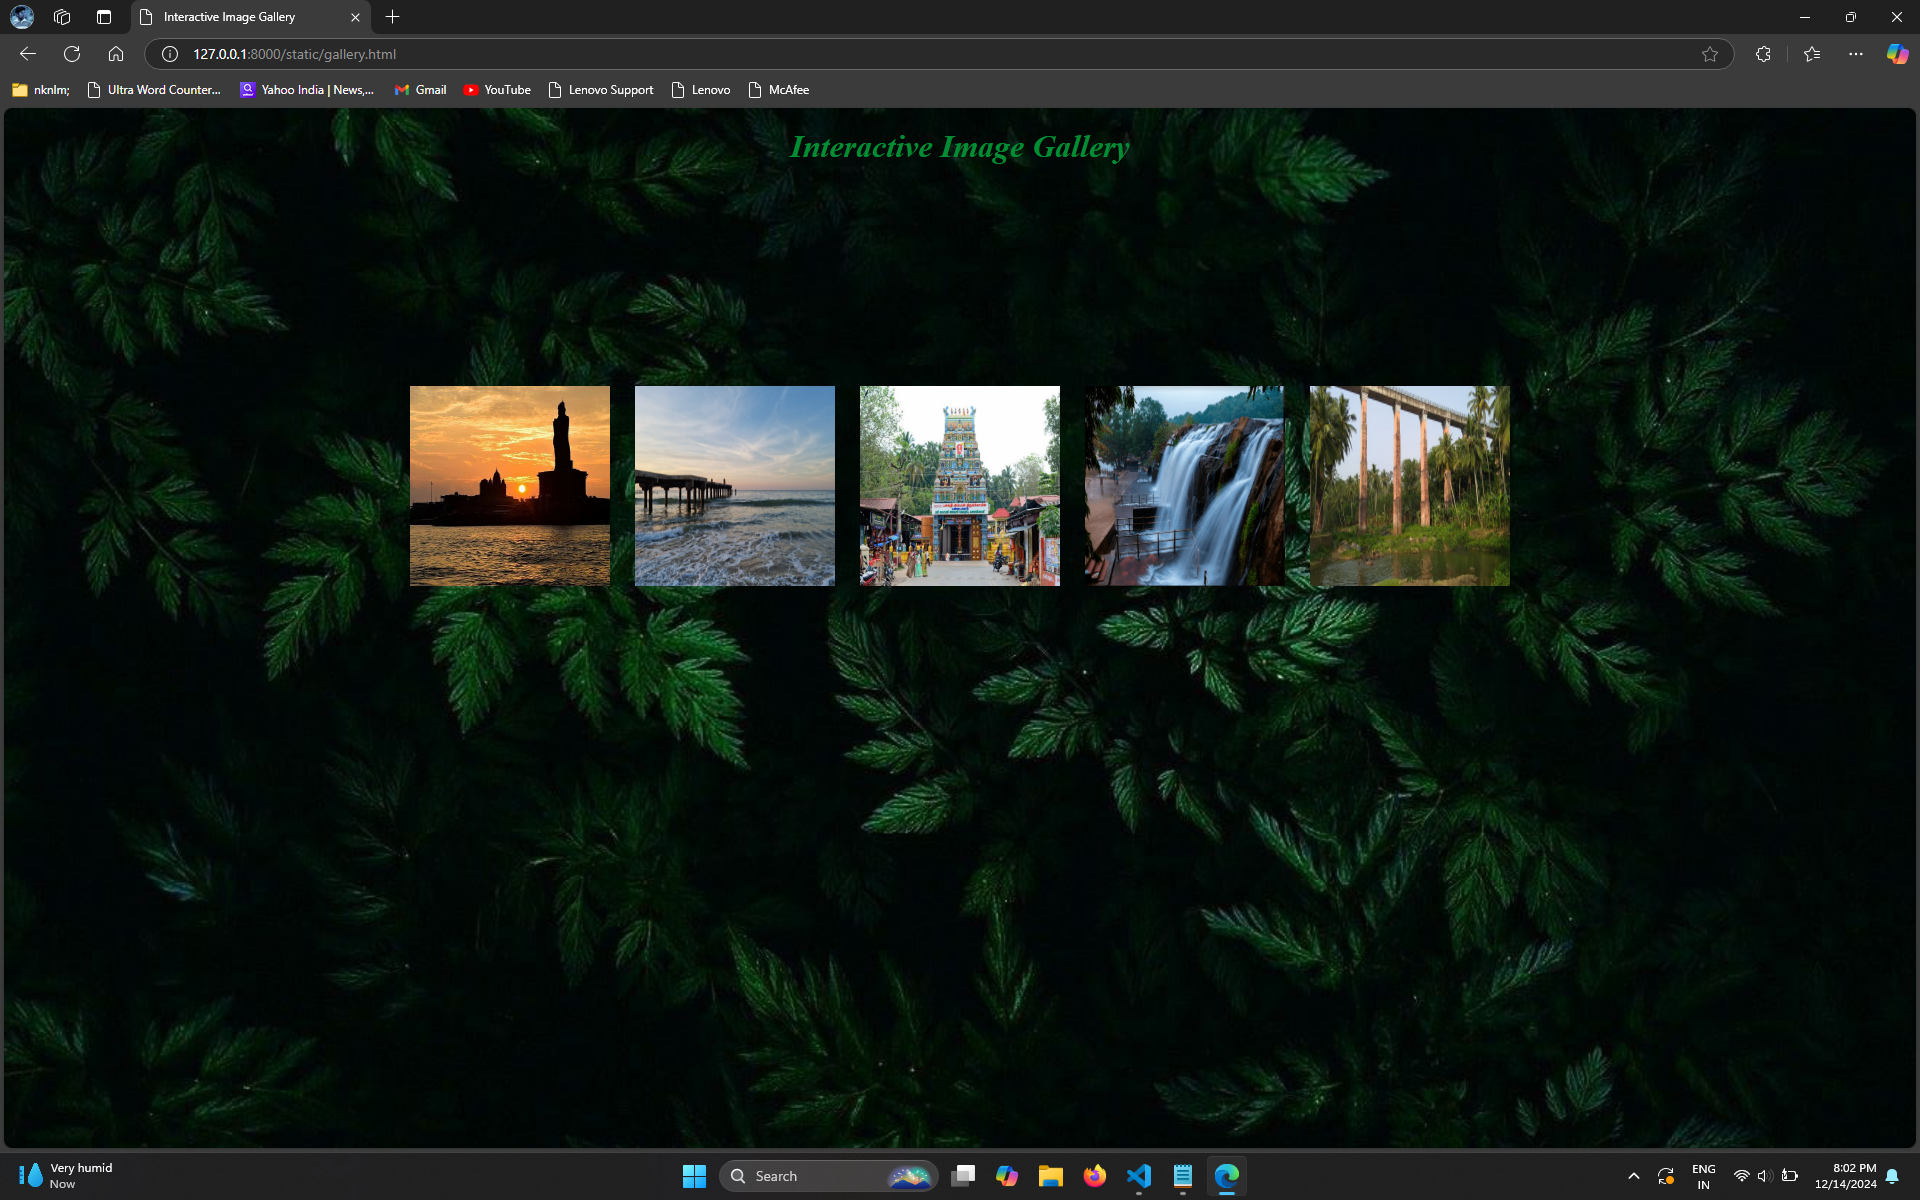 Interactive Image Gallery
127.0.0.1:8000/static/gallery.html
nknlm; Ultra Word Counter... Yahoo India | News,... Gmail YouTube Lenovo Support Lenovo McAfee
Interactive Image Gallery
Very humid
Now
Search
ENG
IN
8:02 PM
12/14/2024